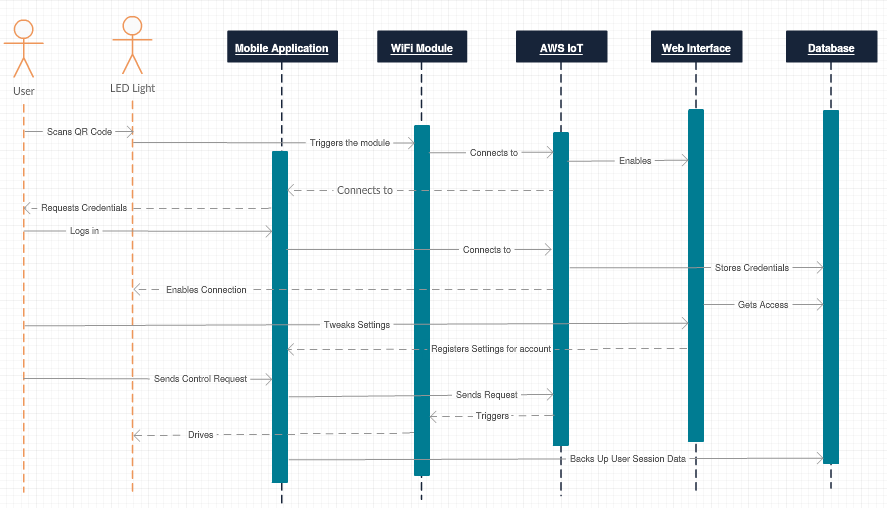 Mobile Application
WiFi Module
AWS IoT
Web Interface
Database
User
LED Light
Scans QR Code
Triggers the module
Connects to
Enables
Connects to
Requests Credentials
Logs in
Connects to
Stores Credentials
Enables Connection
Gets Access
Tweaks Settings
Registers Settings for account
Sends Control Request
Sends Request
Triggers
Drives
Backs Up User Session Data